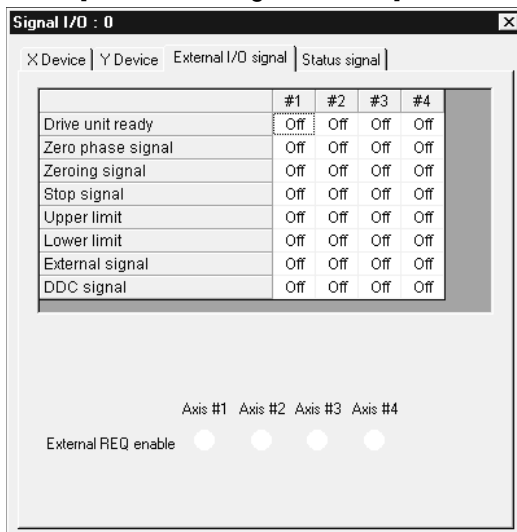 Signal I/O : 0
X Device Y Device External I/O signal Status signal
#1 #2 #3 #4
Drive unit ready Off Off Off Off
Zero phase signal Off Off Off Off
Zeroing signal Off Off Off Off
Stop signal Off Off Off Off
Upper limit Off Off Off Off
Lower limit Off Off Off Off
External signal Off Off Off Off
DDC signal Off Off Off Off
Axis #1 Axis #2 Axis #3 Axis #4
External REQ enable